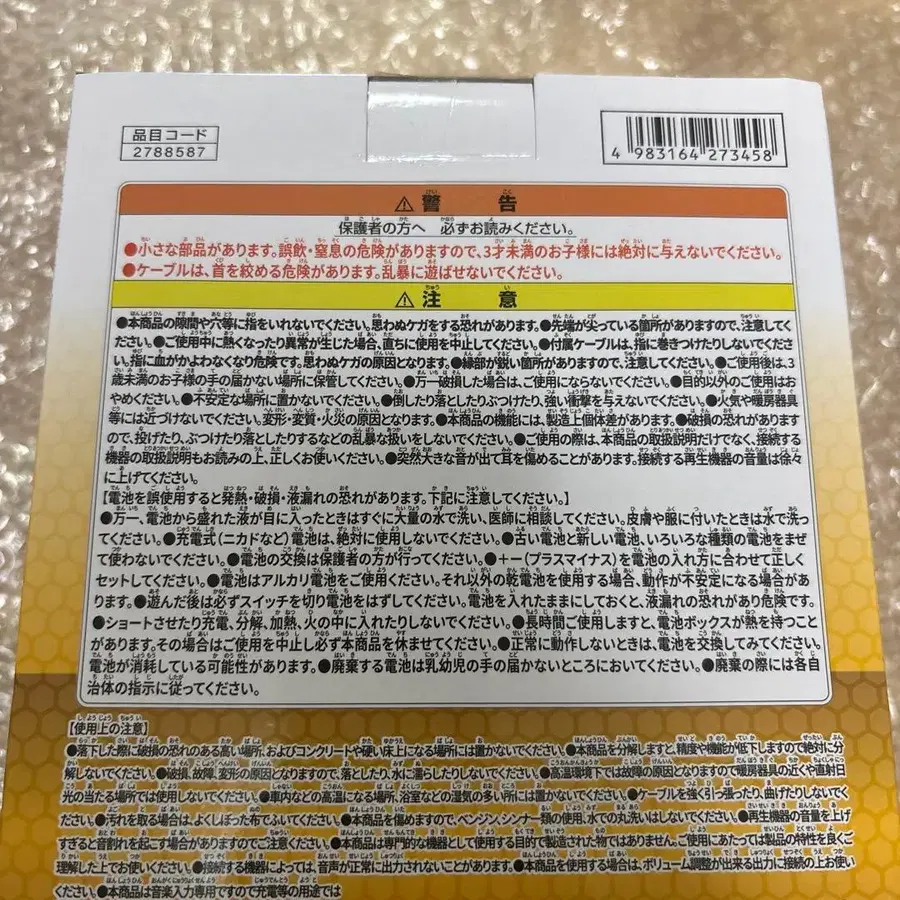 品目コード
2788587
4 983164 273458
⚠警告
保護者の方へ 必ずお読みください。
●小さな部品があります。誤飲・窒息の危険がありますので、3才未満のお子様には絶対に与えないでください。
●ケーブルは、首を絞める危険があります。乱暴に遊ばせないでください。
⚠注意
●本商品の隙間や穴等に指をいれないでください。思わぬケガをする恐れがあります。●先端が尖っている箇所がありますので、注意してく
ださい。●ご使用中に熱くなったり異常が生じた場合、直ちに使用を中止してください。●付属ケーブルは、指に巻きつけたりしないでくださ
い。指に血がかよわなくなり危険です。思わぬケガの原因となります。●縁部が鋭い箇所がありますので、注意してください。●ご使用後は、3
歳未満のお子様の手の届かない場所に保管してください。●万一破損した場合は、ご使用にならないでください。●目的以外のご使用はお
やめください。●不安定な場所に置かないでください。●倒したり落としたりぶつけたり、強い衝撃を与えないでください。●火気や暖房器具
等には近づけないでください。変形・変質・火災の原因となります。●本商品の機能には、製造上個体差があります。●破損の恐れがあります
ので、投げたり、ぶつけたり落としたりするなどの乱暴な扱いをしないでください。●ご使用の際は、本商品の取扱説明だけでなく、接続する
機器の取扱説明もお読みの上、正しくお使いください。●突然大きな音が出て耳を傷めることがあります。接続する再生機器の音量は徐々
に上げてください。
【電池を誤使用すると発熱・破損・液漏れの恐れがあります。下記に注意してください。】
●万一、電池から盛れた液が目に入ったときはすぐに大量の水で洗い、医師に相談してください。皮膚や服に付いたときは水で洗っ
てください。●充電式(ニカドなど)電池は、絶対に使用しないでください。●古い電池と新しい電池、いろいろな種類の電池をまぜ
て使わないでください。●電池の交換は保護者の方が行ってください。●+−(プラスマイナス)を電池の入れ方に合わせて正しく
セットしてください。●電池はアルカリ電池をご使用ください。それ以外の乾電池を使用する場合、動作が不安定になる場合があ
ります。●遊んだ後は必ずスイッチを切り電池をはずしてください。電池を入れたままにしておくと、液漏れの恐れがあり危険です。
●ショートさせたり充電、分解、加熱、火の中に入れたりしないでください。●長時間ご使用しますと、電池ボックスが熱を持つこと
があります。その場合はご使用を中止し必ず本商品を休ませてください。●正常に動作しないときは、電池を交換してみてください。
電池が消耗している可能性があります。●廃棄する電池は乳幼児の手の届かないところにおいてください。●廃棄の際には各自
治体の指示に従ってください。
【使用上の注意】
●落下した際に破損の恐れのある高い場所、およびコンクリートや硬い床上になる場所には置かないでください。●本商品を分解しますと、精度や機能が低下しますので絶対に分
解しないでください。●破損、故障、変形の原因となりますので、落としたり、水に濡らしたりしないでください。●高温環境下では故障の原因となりますので暖房器具の近くや直射日
光の当たる場所では使用しないでください。●車内などの高温になる場所、浴室などの湿気の多い所には置かないでください。●ケーブルを強く引っ張ったり、曲げたりしないでくだ
さい。●汚れを取る場合は、よくしぼった布でふいてください。●本商品を傷めますので、ベンジン、シンナー類の使用、水での丸洗いはしないでください。●再生機器の音量を上げ
すぎると音割れを起こす場合がありますのでご注意ください。●本商品は専門的な機器として使用する目的で製造された物ではありません。ご使用にあたっては製品の特性を良くご
理解した上でお使いください。●接続する機器によっては、音声が正常に出力されないことがあります。●本商品を使用する場合は、ボリューム調整が出来る出力に接続の上お使い
ください。●本商品は音楽入力専用ですので充電等の用途では